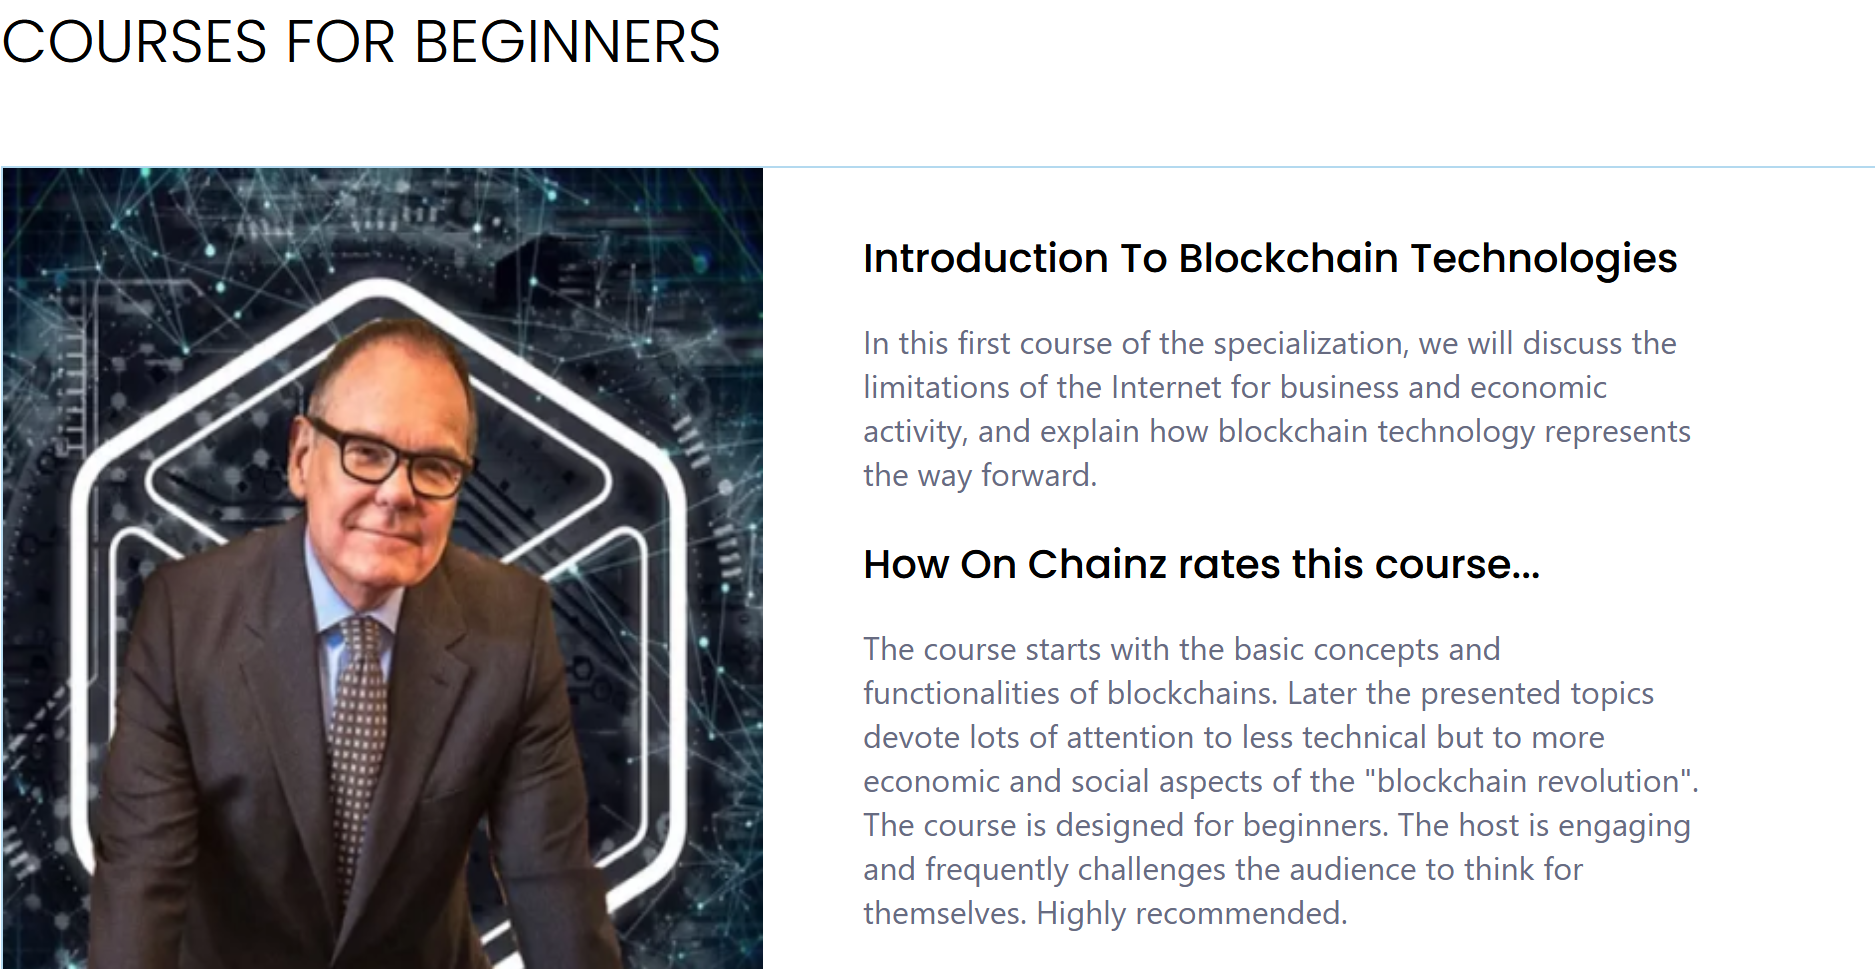 COURSES FOR BEGINNERS
Introduction To Blockchain Technologies
In this first course of the specialization, we will discuss the
limitations of the Internet for business and economic
activity, and explain how blockchain technology represents
the way forward.
How On Chainz rates this course...
The course starts with the basic concepts and
functionalities of blockchains. Later the presented topics
devote lots of attention to less technical but to more
economic and social aspects of the "blockchain revolution".
The course is designed for beginners. The host is engaging
and frequently challenges the audience to think for
themselves. Highly recommended.